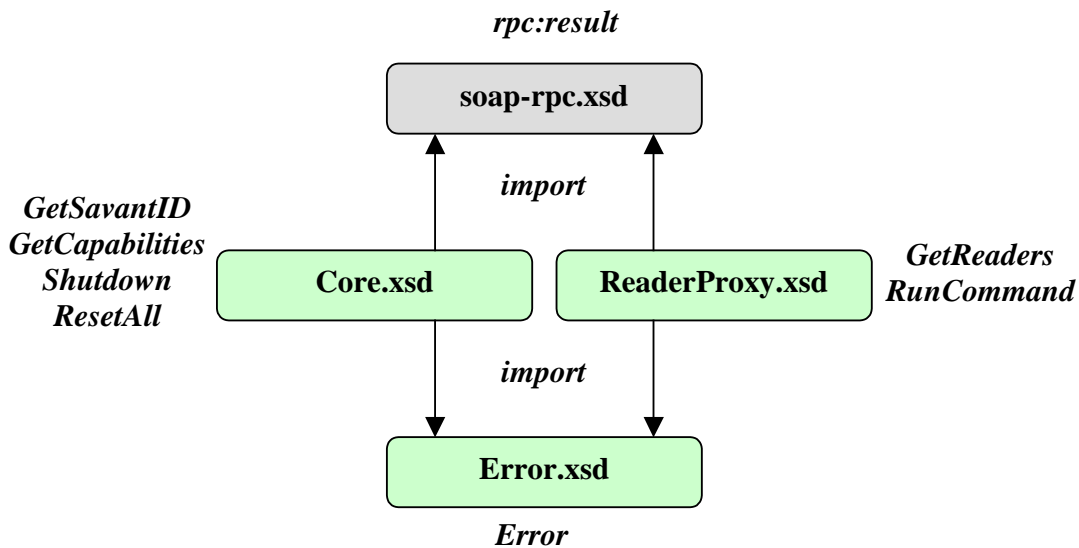 rpc:result
soap-rpc.xsd
import
GetSavantID
GetCapabilities
Shutdown
ResetAll
Core.xsd
ReaderProxy.xsd
GetReaders
RunCommand
import
Error.xsd
Error